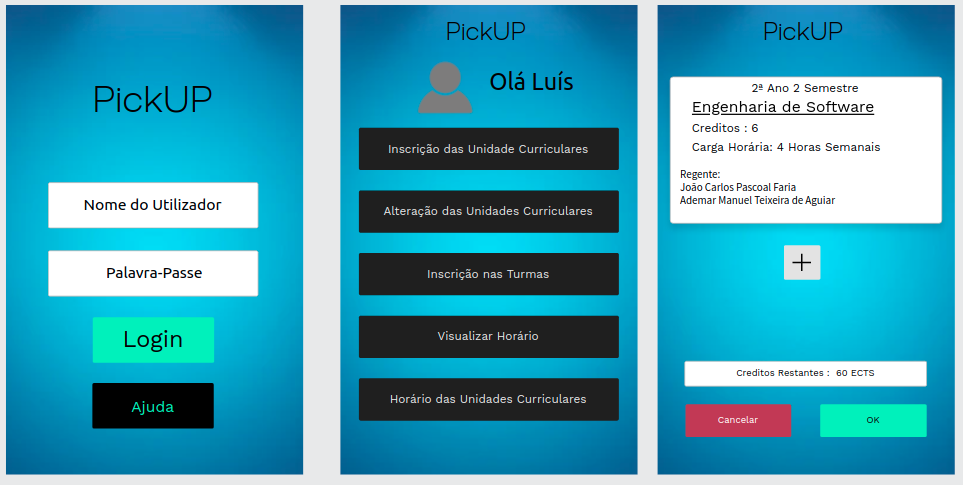 PickUP
Nome do Utilizador
Palavra-Passe
Login
Ajuda
PickUP
Olá Luís
Inscrição das Unidade Curriculares
Alteração das Unidades Curriculares
Inscrição nas Turmas
Visualizar Horário
Horário das Unidades Curriculares
PickUP
2ª Ano 2 Semestre
Engenharia de Software
Creditos : 6
Carga Horária: 4 Horas Semanais
Regente:
João Carlos Pascoal Faria
Ademar Manuel Teixeira de Aguiar
+
Creditos Restantes : 60 ECTS
Cancelar
OK